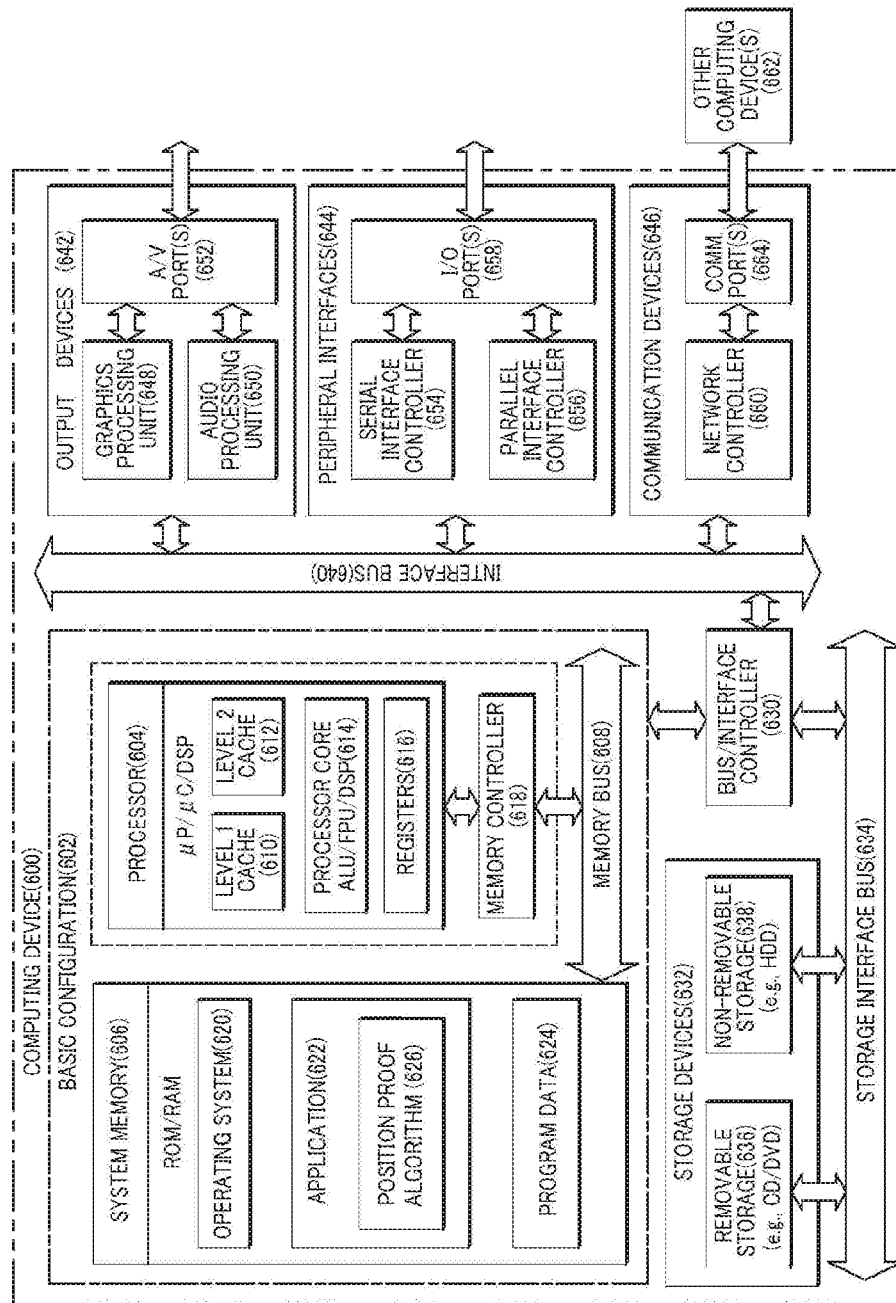 COMPUTING DEVICE(600)
BASIC CONFIGURATION(602)
SYSTEM MEMORY(606)
ROM/RAM
OPERATING SYSTEM(620)
APPLICATION(622)
POSITION PROOF
ALGORITHM (626)
PROGRAM DATA(624)
PROCESSOR(604)
µP/µC/DSP
LEVEL 1
CACHE
(610)
LEVEL 2
CACHE
(612)
PROCESSOR CORE
ALU/FPU/DSP(614)
REGISTERS(616)
MEMORY CONTROLLER
(618)
MEMORY BUS(608)
BUS/INTERFACE
CONTROLLER
(630)
STORAGE DEVICES(632)
REMOVABLE
STORAGE(636)
(e.g., CD/DVD)
NON-REMOVABLE
STORAGE(638)
(e.g., HDD)
STORAGE INTERFACE BUS(634)
INTERFACE BUS(640)
OUTPUT DEVICES (642)
GRAPHICS
PROCESSING
UNIT(648)
AUDIO
PROCESSING
UNIT(650)
A/V
PORT(S)
(652)
PERIPHERAL INTERFACES(644)
SERIAL
INTERFACE
CONTROLLER
(654)
PARALLEL
INTERFACE
CONTROLLER
(656)
I/O
PORT(S)
(658)
COMMUNICATION DEVICES(646)
NETWORK
CONTROLLER
(660)
COMM.
PORT(S)
(664)
OTHER
COMPUTING
DEVICE(S)
(662)